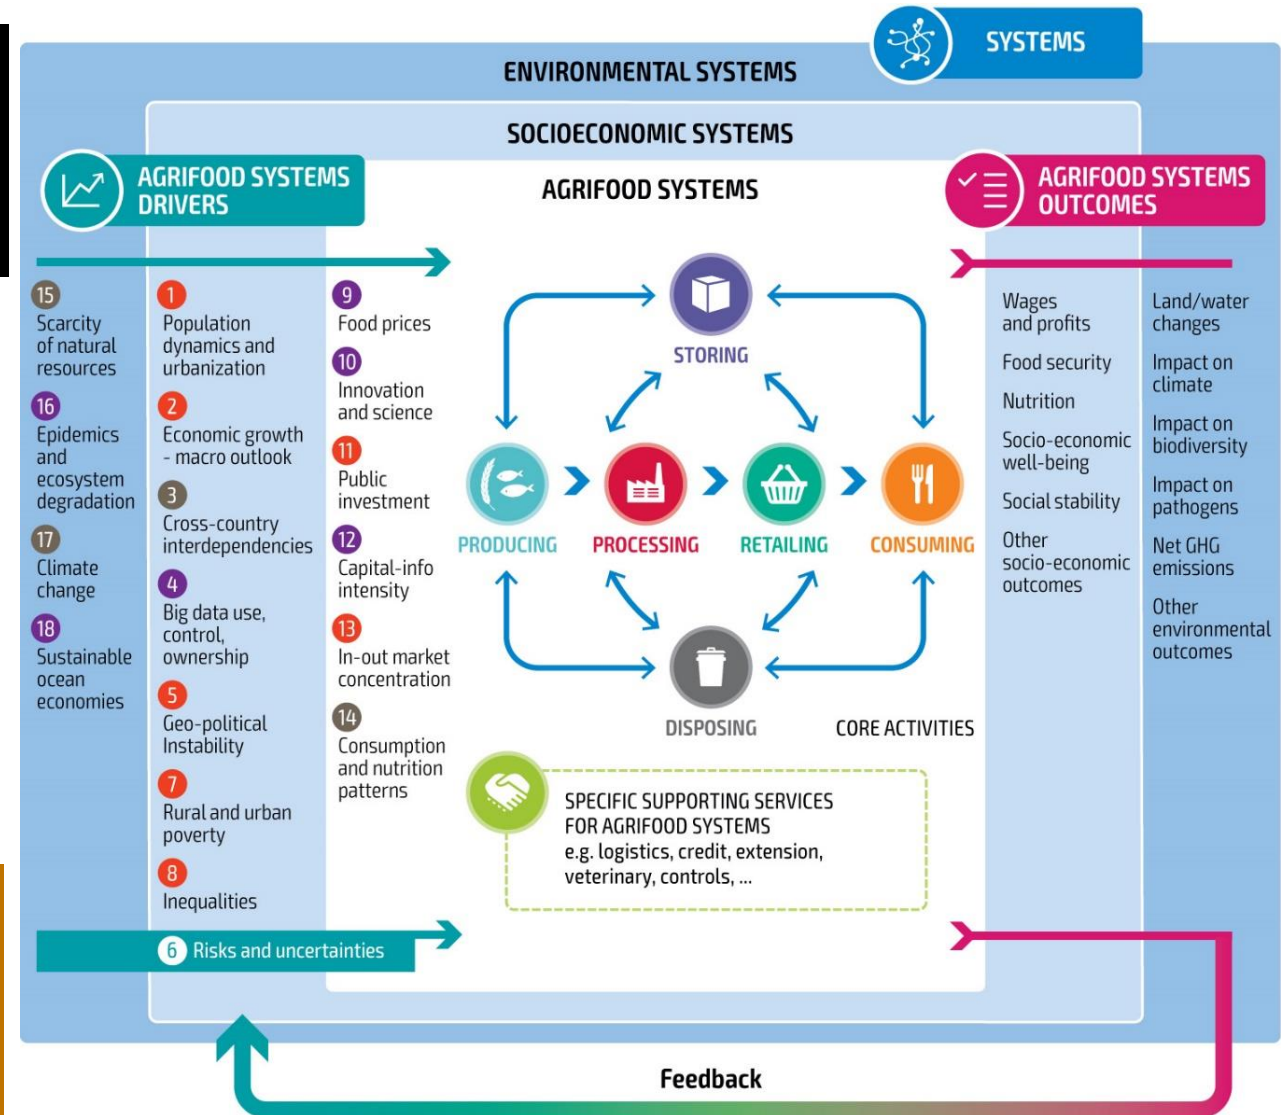 SYSTEMS
ENVIRONMENTAL SYSTEMS
SOCIOECONOMIC SYSTEMS
AGRIFOOD SYSTEMS
DRIVERS
AGRIFOOD SYSTEMS
AGRIFOOD SYSTEMS
OUTCOMES
15
Scarcity
of natural
resources
16
Epidemics
and
ecosystem
degradation
17
Climate
change
18
Sustainable
ocean
economies
1
Population
dynamics and
urbanization
2
Economic growth
- macro outlook
3
Cross-country
interdependencies
4
Big data use,
control,
ownership
5
Geo-political
Instability
7
Rural and urban
poverty
8
Inequalities
9
Food prices
10
Innovation
and science
11
Public
investment
12
Capital-info
intensity
13
In-out market
concentration
14
Consumption
and nutrition
patterns
6 Risks and uncertainties
STORING
PRODUCING
PROCESSING
RETAILING
CONSUMING
DISPOSING
CORE ACTIVITIES
SPECIFIC SUPPORTING SERVICES
FOR AGRIFOOD SYSTEMS
e.g. logistics, credit, extension,
veterinary, controls, ...
Wages
and profits
Food security
Nutrition
Socio-economic
well-being
Social stability
Other
socio-economic
outcomes
Land/water
changes
Impact on
climate
Impact on
biodiversity
Impact on
pathogens
Net GHG
emissions
Other
environmental
outcomes
Feedback